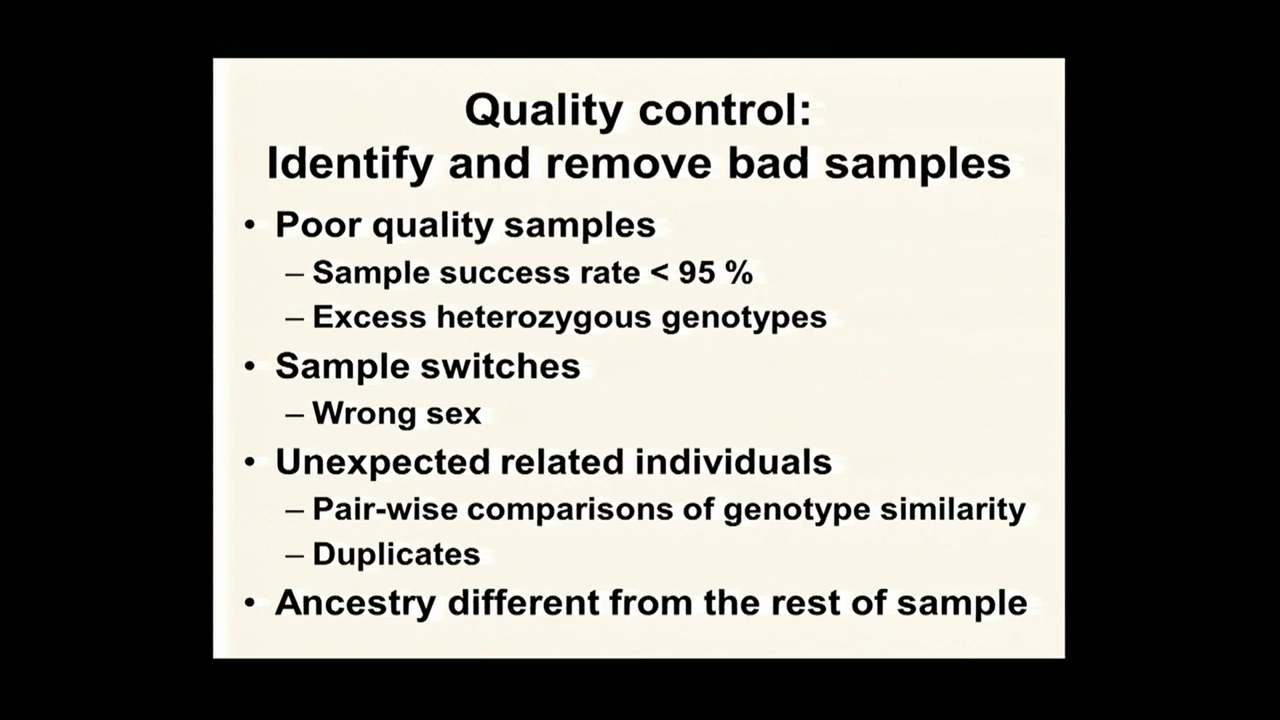 Quality control:
Identify and remove bad samples
• Poor quality samples
– Sample success rate < 95 %
– Excess heterozygous genotypes
• Sample switches
– Wrong sex
• Unexpected related individuals
– Pair-wise comparisons of genotype similarity
– Duplicates
• Ancestry different from the rest of sample